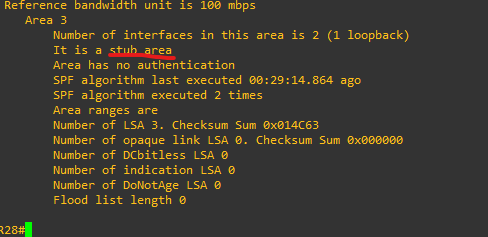 Reference bandwidth unit is 100 mbps
Area 3
Number of interfaces in this area is 2 (1 loopback)
It is a stub area
Area has no authentication
SPF algorithm last executed 00:29:14.864 ago
SPF algorithm executed 2 times
Area ranges are
Number of LSA 3. Checksum Sum 0x014C63
Number of opaque link LSA 0. Checksum Sum 0x000000
Number of DCbitless LSA 0
Number of indication LSA 0
Number of DoNotAge LSA 0
Flood list length 0
R28#